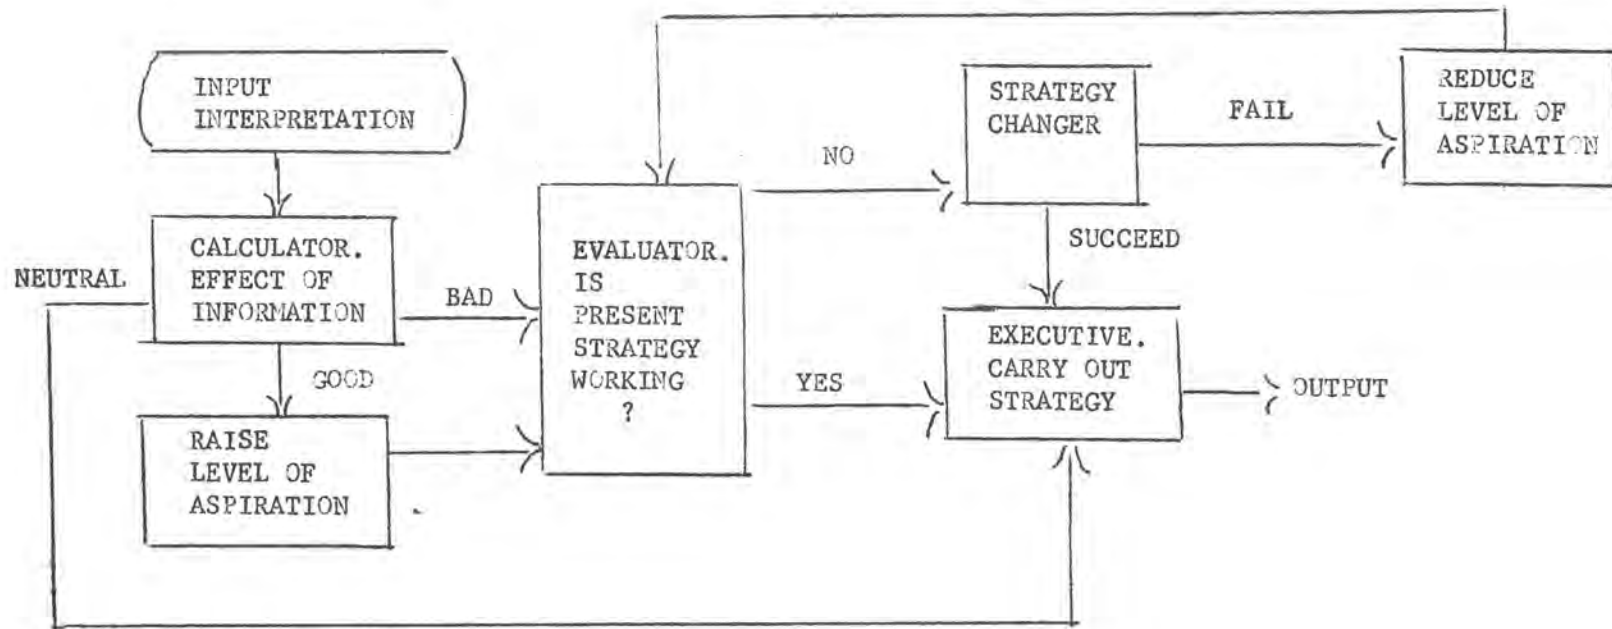 INPUT
INTERPRETATION
NEUTRAL
CALCULATOR.
EFFECT OF
INFORMATION
BAD
GOOD
RAISE
LEVEL OF
ASPIRATION
EVALUATOR.
IS
PRESENT
STRATEGY
WORKING
?
NO
YES
STRATEGY
CHANGER
FAIL
REDUCE
LEVEL OF
ASPIRATION
SUCCEED
EXECUTIVE.
CARRY OUT
STRATEGY
OUTPUT